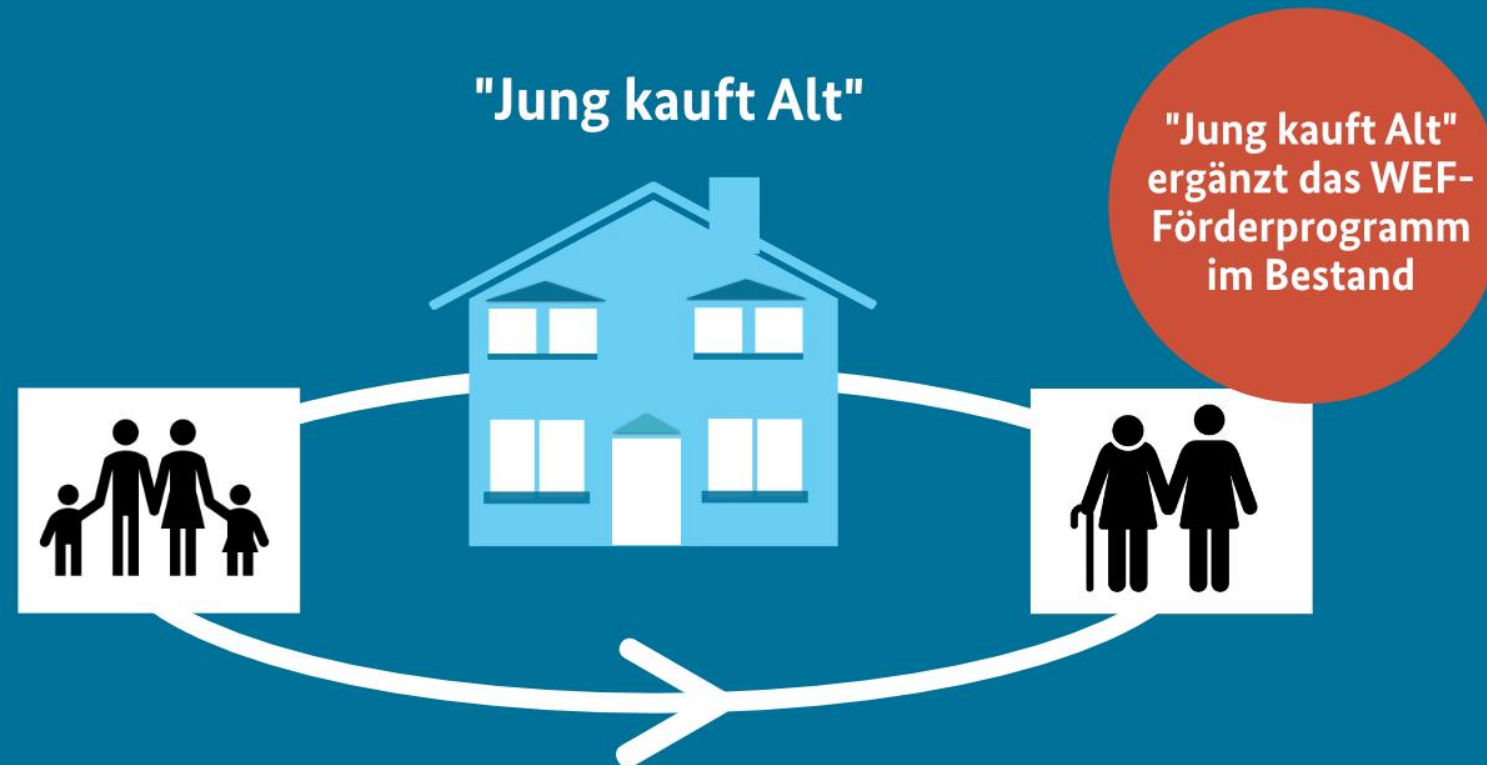 "Jung kauft Alt"
"Jung kauft Alt"
ergänzt das WEF-
Förderprogramm
im Bestand